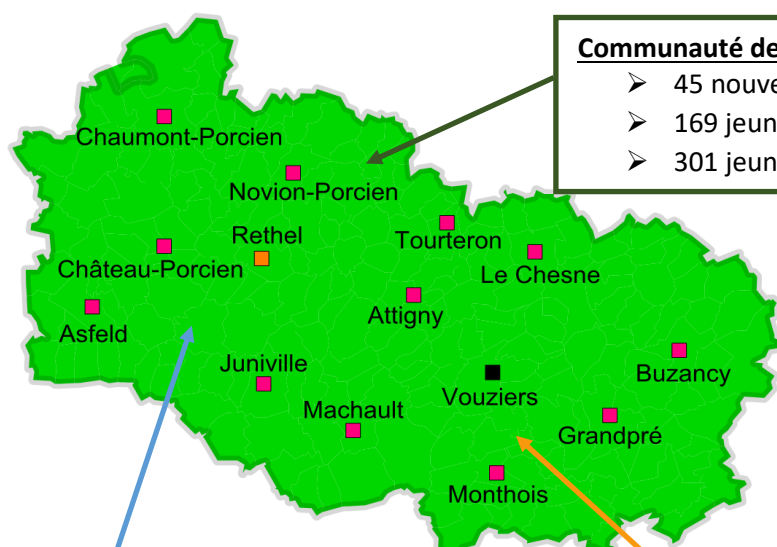 Communauté de
➢ 45 nouve
➢ 169 jeun
➢ 301 jeun
Chaumont-Porcien
Novion-Porcien
Rethel
Tourteron
Château-Porcien
Le Chesne
Attigny
Asfeld
Juniville
Buzancy
Vouziers
Machault
Grandpré
Monthois